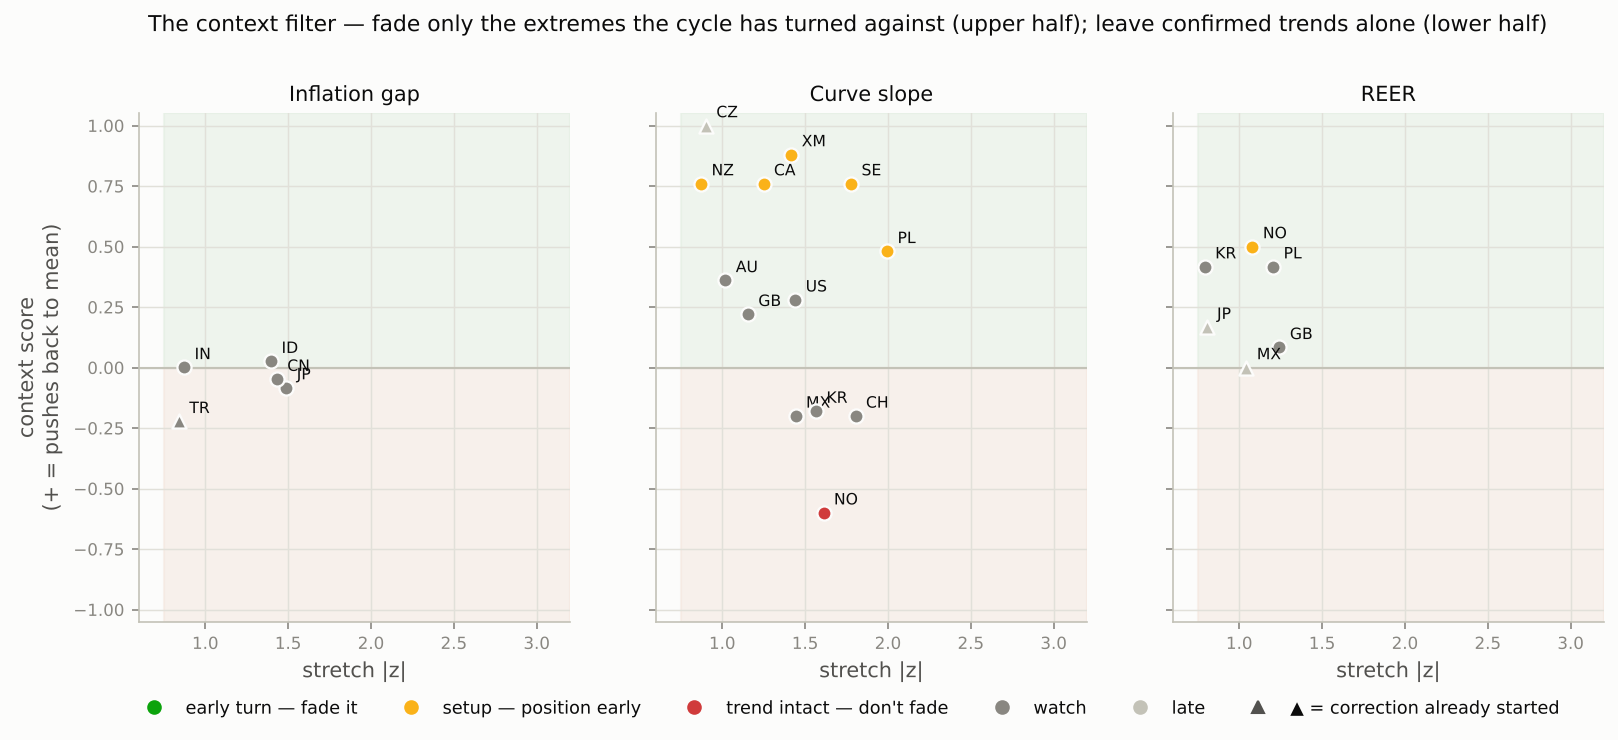 The context filter — fade only the extremes the cycle has turned against (upper half); leave confirmed trends alone (lower half)
Inflation gap
context score
(+ = pushes back to mean)
1.00
0.75
0.50
0.25
0.00
−0.25
−0.50
−0.75
−1.00
IN
ID
CN
JP
TR
1.0 1.5 2.0 2.5 3.0
stretch |z|
Curve slope
CZ
XM
NZ
CA
SE
PL
AU
US
GB
MX
KR
CH
NO
1.0 1.5 2.0 2.5 3.0
stretch |z|
REER
NO
KR
PL
JP
GB
MX
1.0 1.5 2.0 2.5 3.0
stretch |z|
early turn — fade it
setup — position early
trend intact — don't fade
watch
late
▲ = correction already started